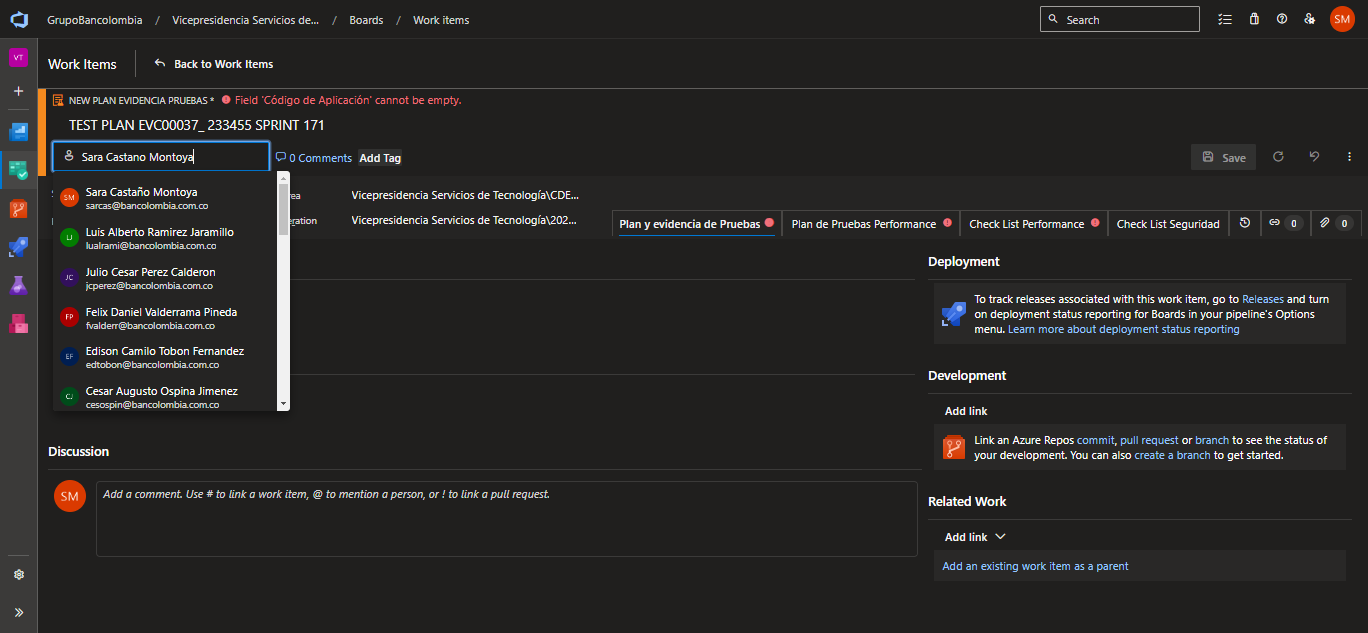 GrupoBancolombia / Vicepresidencia Servicios de... / Boards / Work items
Search
SM
VT
Work Items
Back to Work Items
NEW PLAN EVIDENCIA PRUEBAS * Field 'Código de Aplicación' cannot be empty.
TEST PLAN EVC00037_ 233455 SPRINT 171
Sara Castano Montoya
0 Comments
Add Tag
Save
SM
Sara Castaño Montoya
sarcas@bancolombia.com.co
LJ
Luis Alberto Ramirez Jaramillo
lualrami@bancolombia.com.co
JC
Julio Cesar Perez Calderon
jcperez@bancolombia.com.co
FP
Felix Daniel Valderrama Pineda
fvalderr@bancolombia.com.co
EF
Edison Camilo Tobon Fernandez
edtobon@bancolombia.com.co
CJ
Cesar Augusto Ospina Jimenez
cesospin@bancolombia.com.co
ea Vicepresidencia Servicios de Tecnología\CDE...
eration Vicepresidencia Servicios de Tecnología\202...
Plan y evidencia de Pruebas
Plan de Pruebas Performance
Check List Performance
Check List Seguridad
0
0
Deployment
To track releases associated with this work item, go to Releases and turn
on deployment status reporting for Boards in your pipeline's Options
menu. Learn more about deployment status reporting
Development
Add link
Link an Azure Repos commit, pull request or branch to see the status of
your development. You can also create a branch to get started.
Related Work
Add link
Add an existing work item as a parent
Discussion
SM
Add a comment. Use # to link a work item, @ to mention a person, or ! to link a pull request.